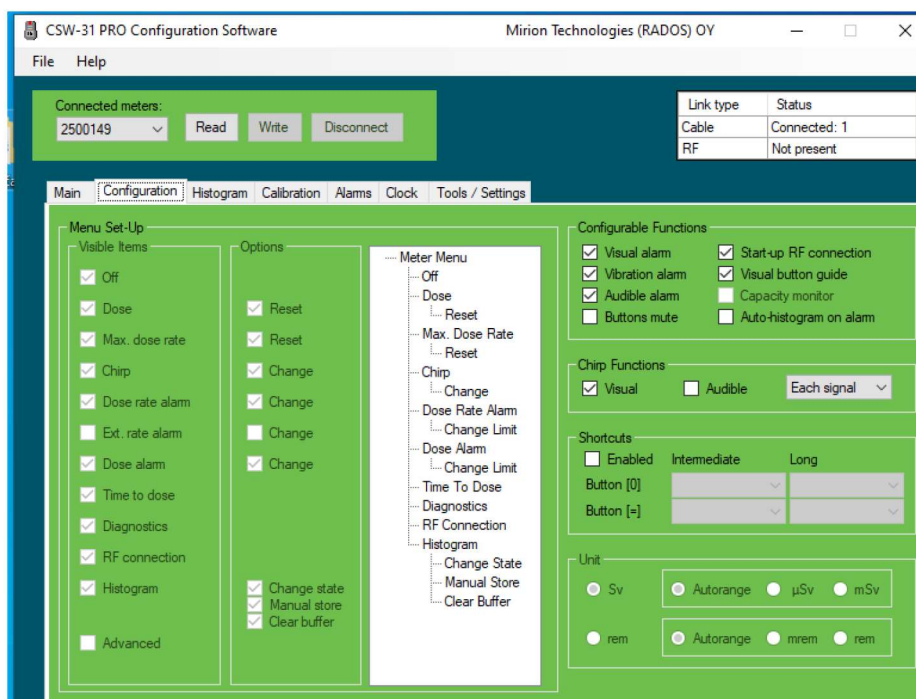 CSW-31 PRO Configuration Software Mirion Technologies (RADOS) OY
File Help
Connected meters:
2500149 Read Write Disconnect
Link type Status
Cable Connected: 1
RF Not present
Main Configuration Histogram Calibration Alarms Clock Tools / Settings
Menu Set-Up
Visible Items
Off
Dose
Max. dose rate
Chirp
Dose rate alarm
Ext. rate alarm
Dose alarm
Time to dose
Diagnostics
RF connection
Histogram
Advanced
Options
Reset
Reset
Change
Change
Change
Change
Change state
Manual store
Clear buffer
Meter Menu
Off
Dose
Reset
Max. Dose Rate
Reset
Chirp
Change
Dose Rate Alarm
Change Limit
Dose Alarm
Change Limit
Time To Dose
Diagnostics
RF Connection
Histogram
Change State
Manual Store
Clear Buffer
Configurable Functions
Visual alarm Start-up RF connection
Vibration alarm Visual button guide
Audible alarm Capacity monitor
Buttons mute Auto-histogram on alarm
Chirp Functions
Visual Audible Each signal
Shortcuts
Enabled Intermediate Long
Button [0]
Button [=]
Unit
Sv Autorange µSv mSv
rem Autorange mrem rem